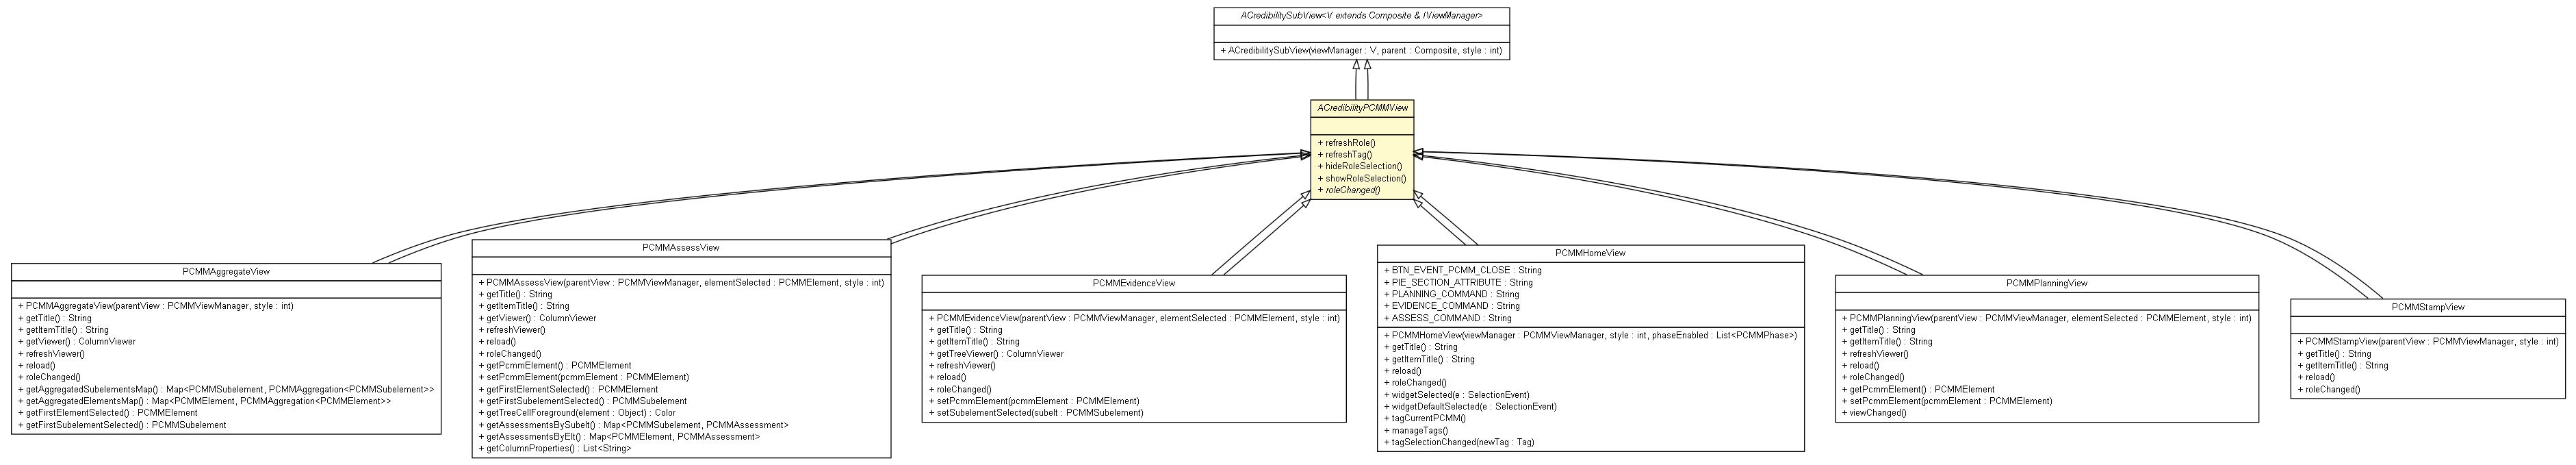 ACredibilitySubView<V extends Composite & IViewManager>
+ ACredibilitySubView(viewManager : V, parent : Composite, style : int)
ACredibilityPCMMView
+ refreshRole()
+ refreshTag()
+ hideRoleSelection()
+ showRoleSelection()
+ roleChanged()
PCMMAggregateView
+ PCMMAggregateView(parentView : PCMMViewManager, style : int)
+ getTitle() : String
+ getItemTitle() : String
+ getViewer() : ColumnViewer
+ refreshViewer()
+ reload()
+ roleChanged()
+ getAggregatedSubelementsMap() : Map<PCMMSubelement, PCMMAggregation<PCMMSubelement>>
+ getAggregatedElementsMap() : Map<PCMMElement, PCMMAggregation<PCMMElement>>
+ getFirstElementSelected() : PCMMElement
+ getFirstSubelementSelected() : PCMMSubelement
PCMMAssessView
+ PCMMAssessView(parentView : PCMMViewManager, elementSelected : PCMMElement, style : int)
+ getTitle() : String
+ getItemTitle() : String
+ getViewer() : ColumnViewer
+ refreshViewer()
+ reload()
+ roleChanged()
+ getPcmmElement() : PCMMElement
+ setPcmmElement(pcmmElement : PCMMElement)
+ getFirstElementSelected() : PCMMElement
+ getFirstSubelementSelected() : PCMMSubelement
+ getTreeCellForeground(element : Object) : Color
+ getAssessmentsBySubelt() : Map<PCMMSubelement, PCMMAssessment>
+ getAssessmentsByElt() : Map<PCMMElement, PCMMAssessment>
+ getColumnProperties() : List<String>
PCMMEvidenceView
+ PCMMEvidenceView(parentView : PCMMViewManager, elementSelected : PCMMElement, style : int)
+ getTitle() : String
+ getItemTitle() : String
+ getTreeViewer() : ColumnViewer
+ refreshViewer()
+ reload()
+ roleChanged()
+ setPcmmElement(pcmmElement : PCMMElement)
+ setSubelementSelected(subelt : PCMMSubelement)
PCMMHomeView
+ BTN_EVENT_PCMM_CLOSE : String
+ PIE_SECTION_ATTRIBUTE : String
+ PLANNING_COMMAND : String
+ EVIDENCE_COMMAND : String
+ ASSESS_COMMAND : String
+ PCMMHomeView(viewManager : PCMMViewManager, style : int, phaseEnabled : List<PCMMPhase>)
+ getTitle() : String
+ getItemTitle() : String
+ reload()
+ roleChanged()
+ widgetSelected(e : SelectionEvent)
+ widgetDefaultSelected(e : SelectionEvent)
+ tagCurrentPCMM()
+ manageTags()
+ tagSelectionChanged(newTag : Tag)
PCMMPlanningView
+ PCMMPlanningView(parentView : PCMMViewManager, elementSelected : PCMMElement, style : int)
+ getTitle() : String
+ getItemTitle() : String
+ refreshViewer()
+ reload()
+ roleChanged()
+ getPcmmElement() : PCMMElement
+ setPcmmElement(pcmmElement : PCMMElement)
+ viewChanged()
PCMMStampView
+ PCMMStampView(parentView : PCMMViewManager, style : int)
+ getTitle() : String
+ getItemTitle() : String
+ reload()
+ roleChanged()